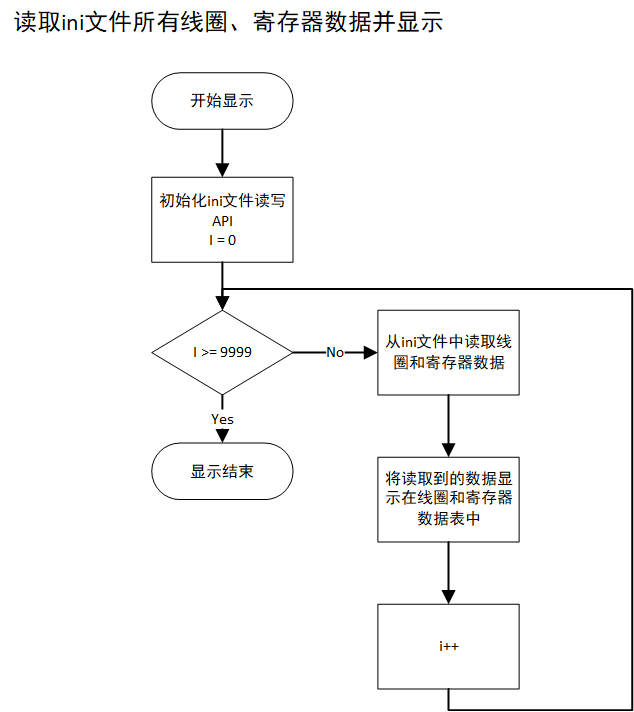 读取ini文件所有线圈、寄存器数据并显示
开始显示
初始化ini文件读写
API
I = 0
I >= 9999
No
从ini文件中读取线
圈和寄存器数据
Yes
显示结束
将读取到的数据显
示在线圈和寄存器
数据表中
i++